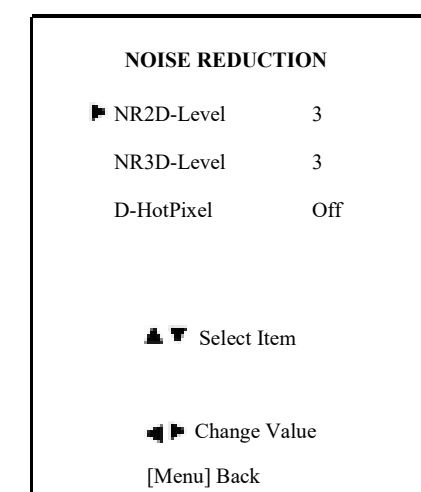 NOISE REDUCTION
NR2D-Level 3
NR3D-Level 3
D-HotPixel Off
Select Item
Change Value
[Menu] Back